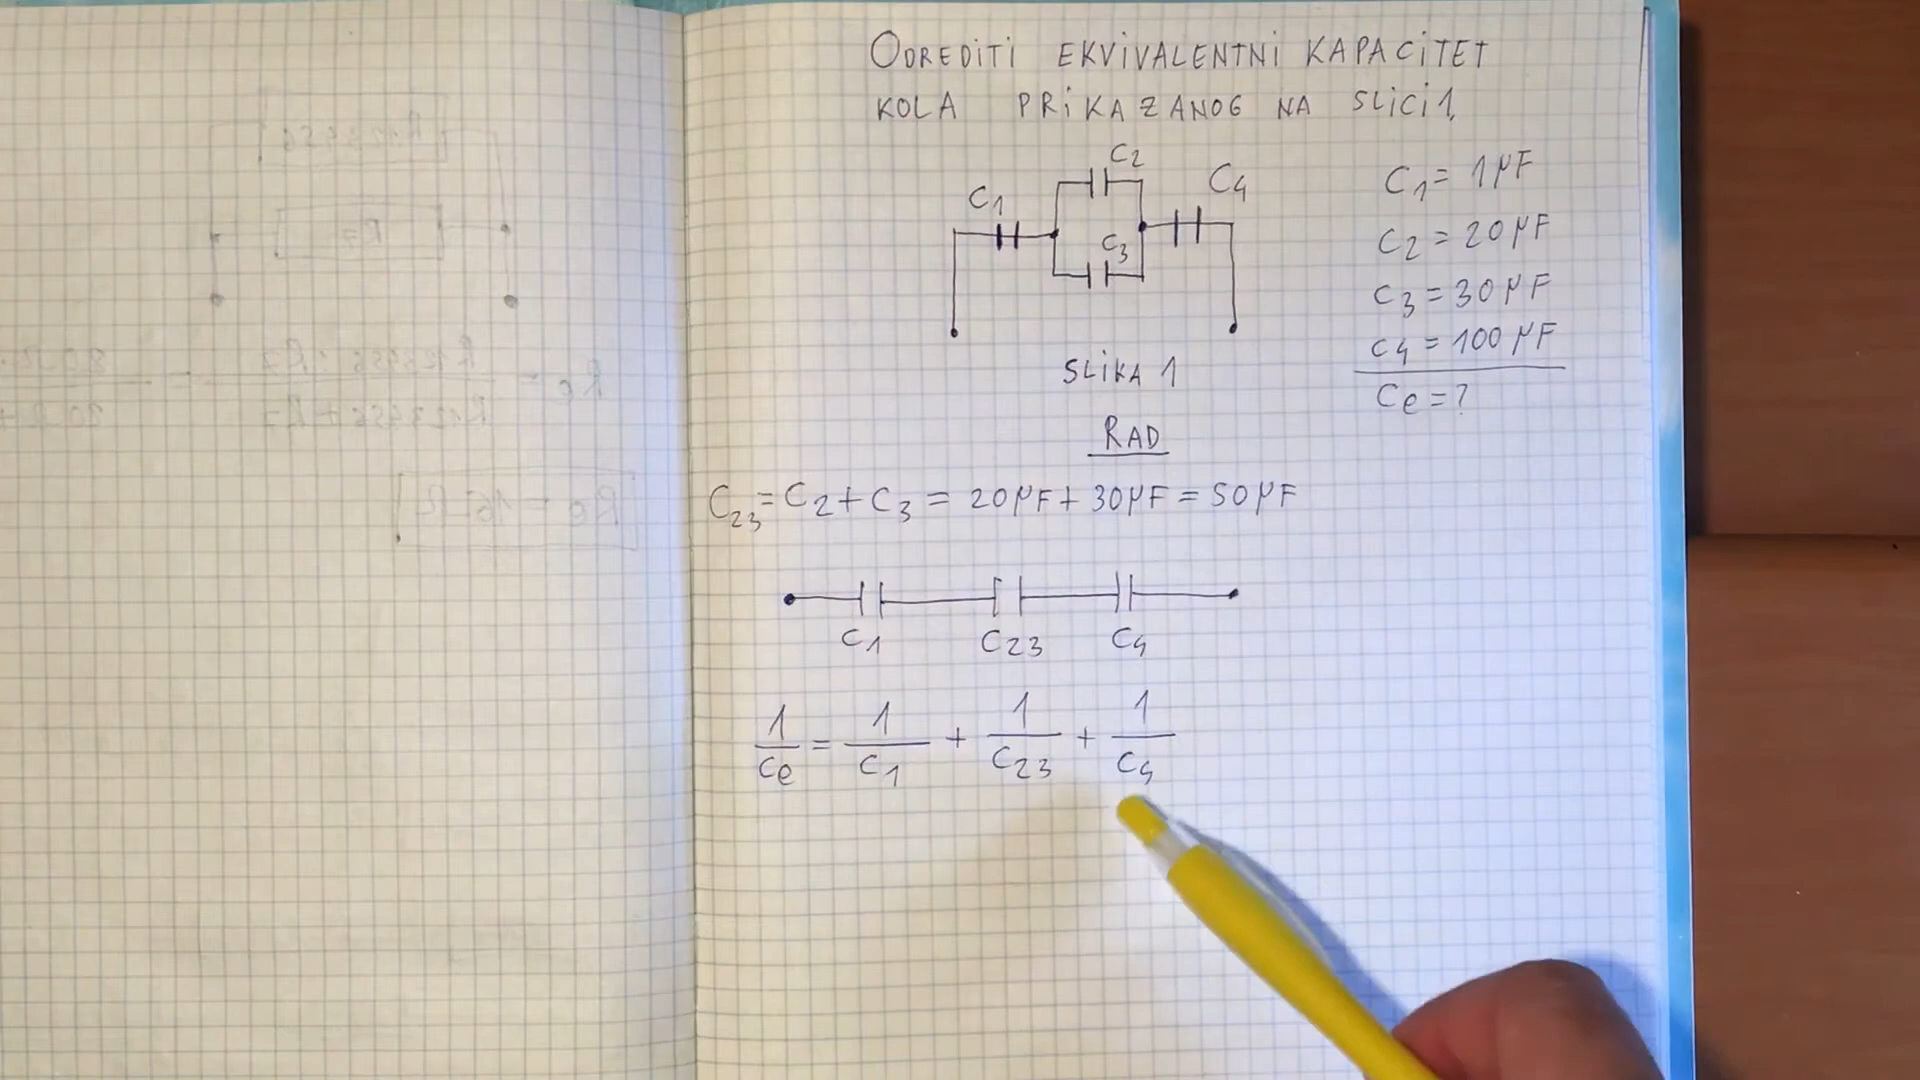 ODREDITI EKVIVALENTNI KAPACITET
KOLA PRIKAZANOG NA SLICI 1.
C1
C2
C3
C4
C1 = 1μF
C2 = 20μF
C3 = 30μF
C4 = 100μF
Ce = ?
SLIKA 1
RAD
C23 = C2 + C3 = 20μF + 30μF = 50μF
C1 C23 C4
1/Ce = 1/C1 + 1/C23 + 1/C4